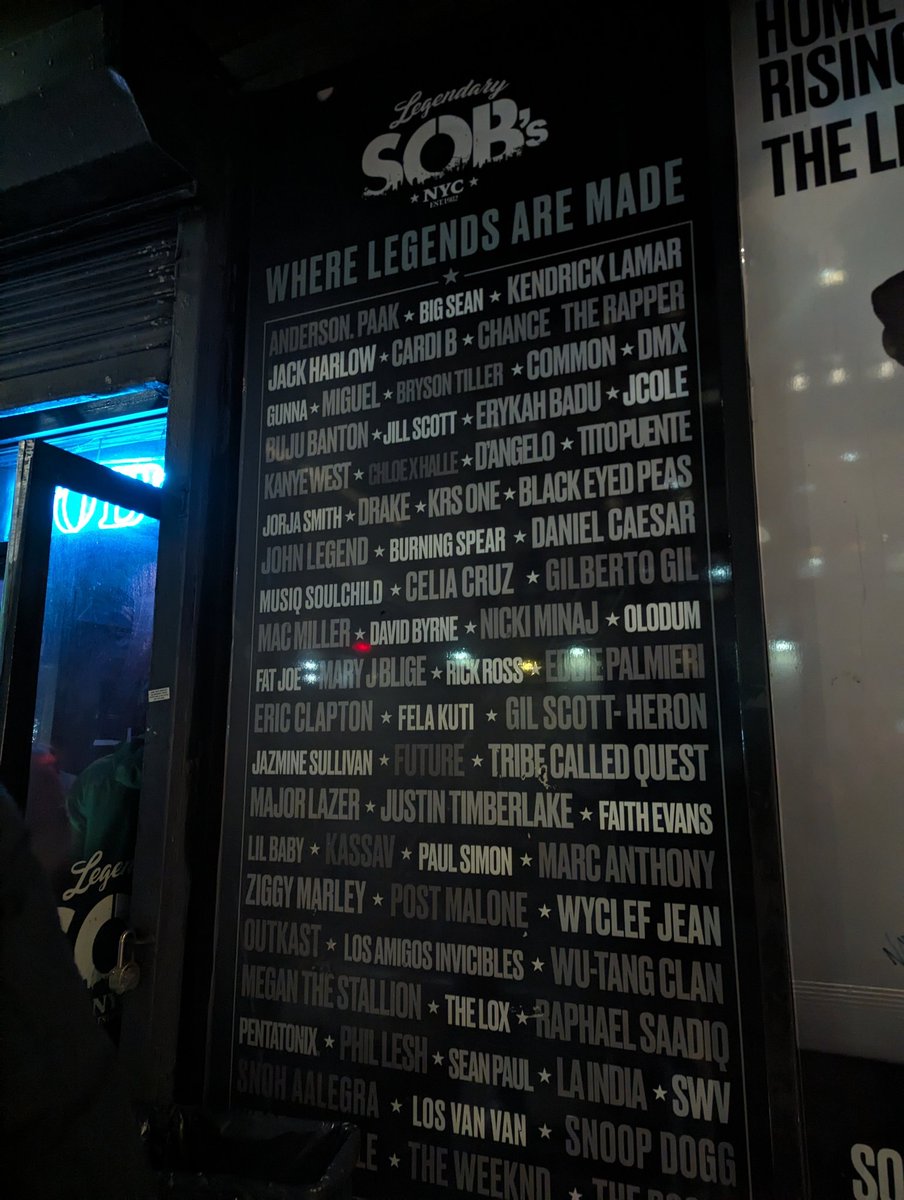 Legendary
SOB's
★ NYC ★
EST.1982
WHERE LEGENDS ARE MADE
ANDERSON. PAAK ★ BIG SEAN ★ KENDRICK LAMAR
JACK HARLOW ★ CARDI B ★ CHANCE THE RAPPER
GUNNA ★ MIGUEL ★ BRYSON TILLER ★ COMMON ★ DMX
BUJU BANTON ★ JILL SCOTT ★ ERYKAH BADU ★ JCOLE
KANYE WEST ★ CHLOE X HALLE ★ D'ANGELO ★ TITO PUENTE
JORJA SMITH ★ DRAKE ★ KRS ONE ★ BLACK EYED PEAS
JOHN LEGEND ★ BURNING SPEAR ★ DANIEL CAESAR
MUSIQ SOULCHILD ★ CELIA CRUZ ★ GILBERTO GIL
MAC MILLER ★ DAVID BYRNE ★ NICKI MINAJ ★ OLODUM
FAT JOE ★ MARY J BLIGE ★ RICK ROSS ★ EDDIE PALMIERI
ERIC CLAPTON ★ FELA KUTI ★ GIL SCOTT-HERON
JAZMINE SULLIVAN ★ FUTURE ★ TRIBE CALLED QUEST
MAJOR LAZER ★ JUSTIN TIMBERLAKE ★ FAITH EVANS
LIL BABY ★ KASSAV ★ PAUL SIMON ★ MARC ANTHONY
ZIGGY MARLEY ★ POST MALONE ★ WYCLEF JEAN
OUTKAST ★ LOS AMIGOS INVICIBLES ★ WU-TANG CLAN
MEGAN THE STALLION ★ THE LOX ★ RAPHAEL SAADIQ
PENTATONIX ★ PHIL LESH ★ SEAN PAUL ★ LA INDIA ★ SWV
SNOH AALEGRA ★ LOS VAN VAN ★ SNOOP DOGG
★ THE WEEKND
HOME
RISING
THE
Legen
SO